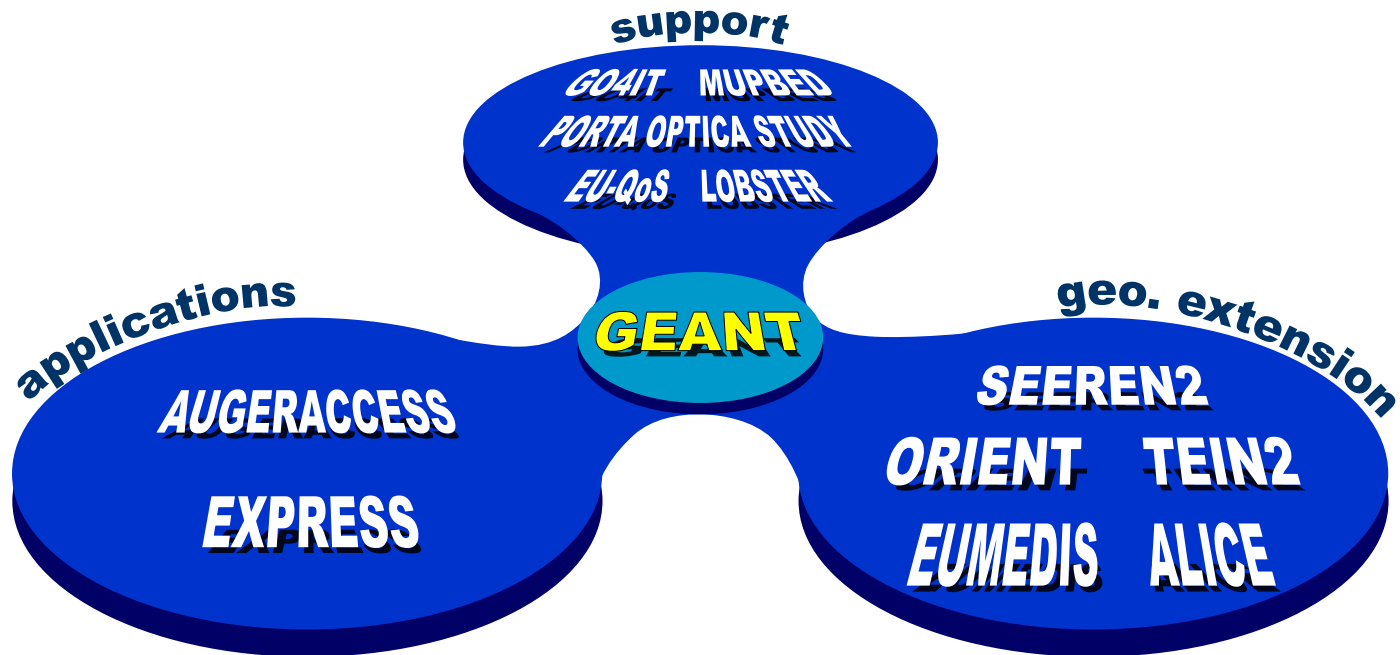 support
GO4IT MUPBED
PORTA OPTICA STUDY
EU-QoS LOBSTER
GEANT
applications
AUGERACCESS
EXPRESS
geo. extension
SEEREN2
ORIENT TEIN2
EUMEDIS ALICE